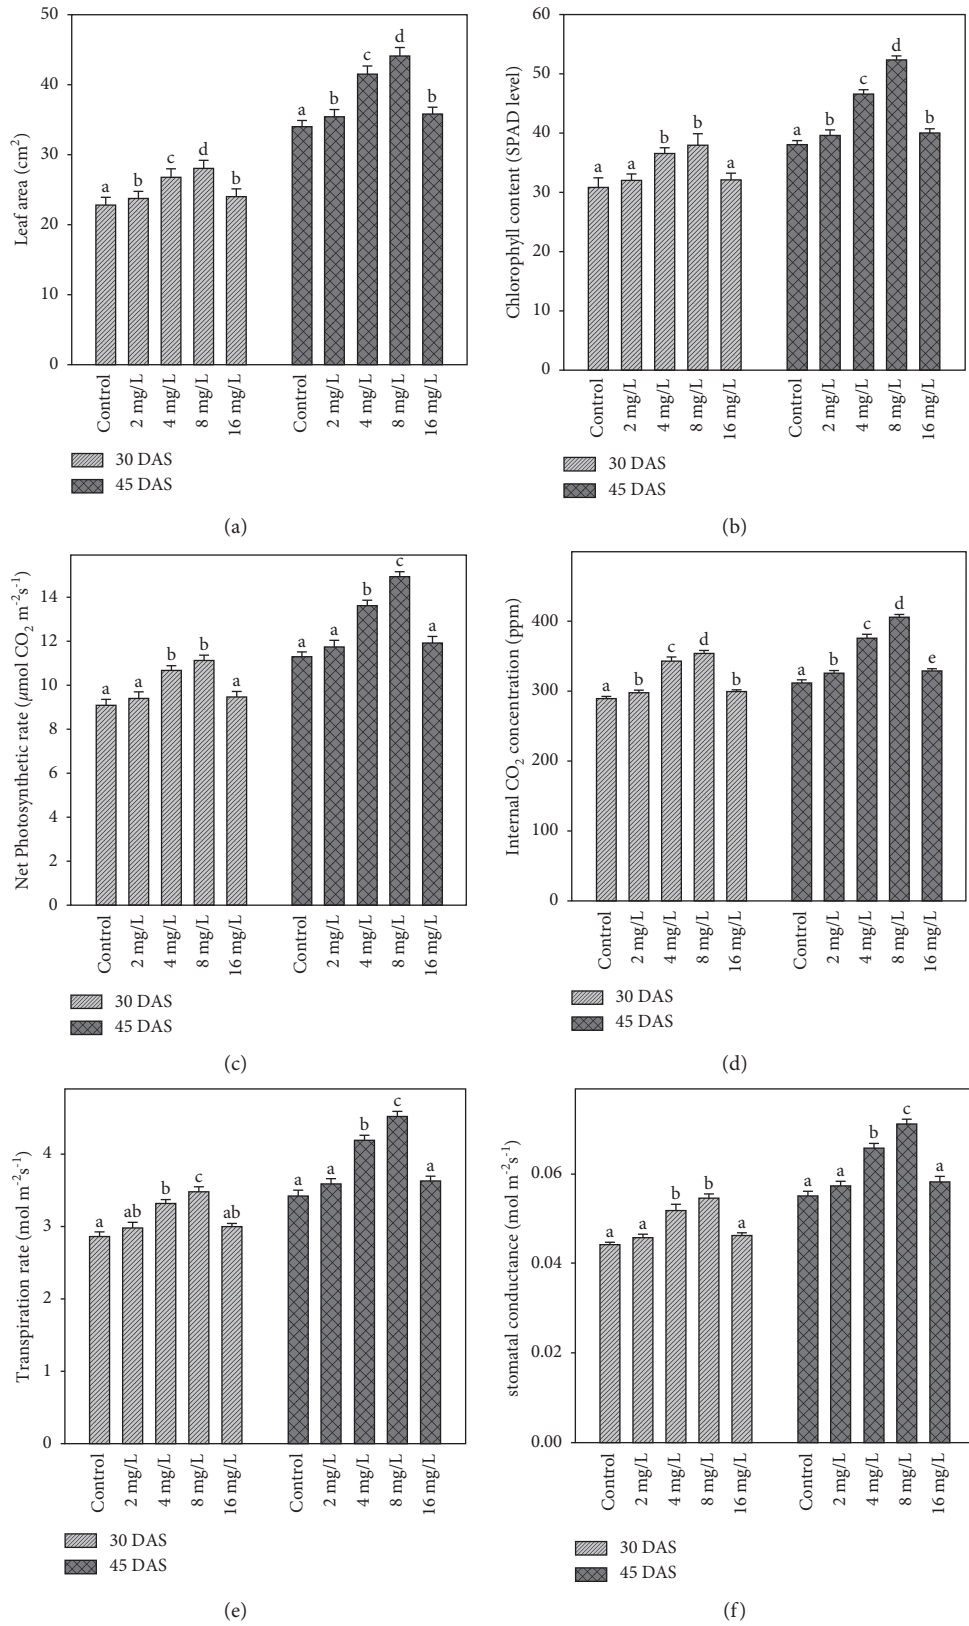 50
40
30
20
10
0
Leaf area (cm²)
a b c d b a b c d b
Control 2 mg/L 4 mg/L 8 mg/L 16 mg/L Control 2 mg/L 4 mg/L 8 mg/L 16 mg/L
30 DAS
45 DAS
(a)
60
50
40
30
20
10
0
Chlorophyll content (SPAD level)
a a b b a a b c d b
Control 2 mg/L 4 mg/L 8 mg/L 16 mg/L Control 2 mg/L 4 mg/L 8 mg/L 16 mg/L
30 DAS
45 DAS
(b)
14
12
10
8
6
4
2
0
Net Photosynthetic rate (μmol CO₂ m⁻²s⁻¹)
a a b b a a a b c a
Control 2 mg/L 4 mg/L 8 mg/L 16 mg/L Control 2 mg/L 4 mg/L 8 mg/L 16 mg/L
30 DAS
45 DAS
(c)
400
300
200
100
0
Internal CO₂ concentration (ppm)
a b c d b a b c d e
Control 2 mg/L 4 mg/L 8 mg/L 16 mg/L Control 2 mg/L 4 mg/L 8 mg/L 16 mg/L
30 DAS
45 DAS
(d)
4
3
2
1
0
Transpiration rate (mol m⁻²s⁻¹)
a ab b c ab a a b c a
Control 2 mg/L 4 mg/L 8 mg/L 16 mg/L Control 2 mg/L 4 mg/L 8 mg/L 16 mg/L
30 DAS
45 DAS
(e)
0.06
0.04
0.02
0.00
stomatal conductance (mol m⁻²s⁻¹)
a a b b a a a b c a
Control 2 mg/L 4 mg/L 8 mg/L 16 mg/L Control 2 mg/L 4 mg/L 8 mg/L 16 mg/L
30 DAS
45 DAS
(f)